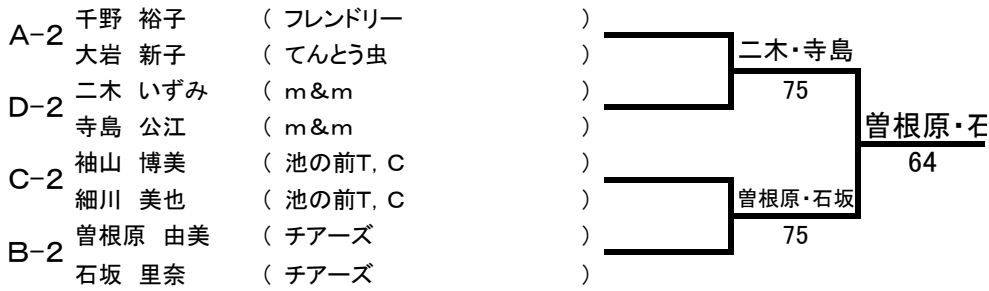 A-2
千野 裕子 ( フレンドリー )
大岩 新子 ( てんとう虫 )
D-2
二木 いずみ ( m&m )
寺島 公江 ( m&m )
C-2
袖山 博美 ( 池の前T, C )
細川 美也 ( 池の前T, C )
B-2
曽根原 由美 ( チアーズ )
石坂 里奈 ( チアーズ )
二木・寺島
75
曽根原・石坂
75
曽根原・石
64